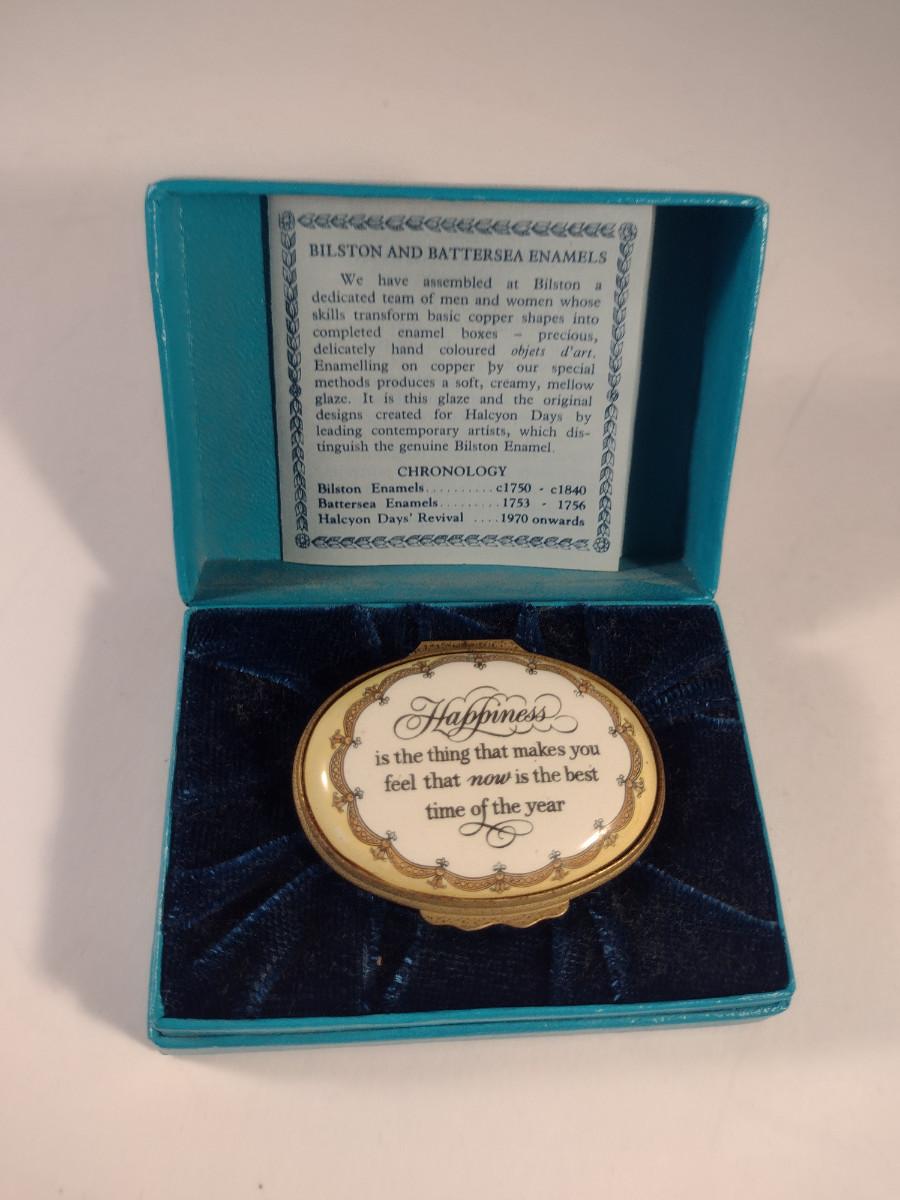 BILSTON AND BATTERSEA ENAMELS
We have assembled at Bilston a
dedicated team of men and women whose
skills transform basic copper shapes into
completed enamel boxes – precious,
delicately hand coloured objets d'art.
Enamelling on copper by our special
methods produces a soft, creamy, mellow
glaze. It is this glaze and the original
designs created for Halcyon Days by
leading contemporary artists, which dis-
tinguish the genuine Bilston Enamel.
CHRONOLOGY
Bilston Enamels..........c1750 - c1840
Battersea Enamels.........1753 - 1756
Halcyon Days' Revival ....1970 onwards
Happiness
is the thing that makes you
feel that now is the best
time of the year